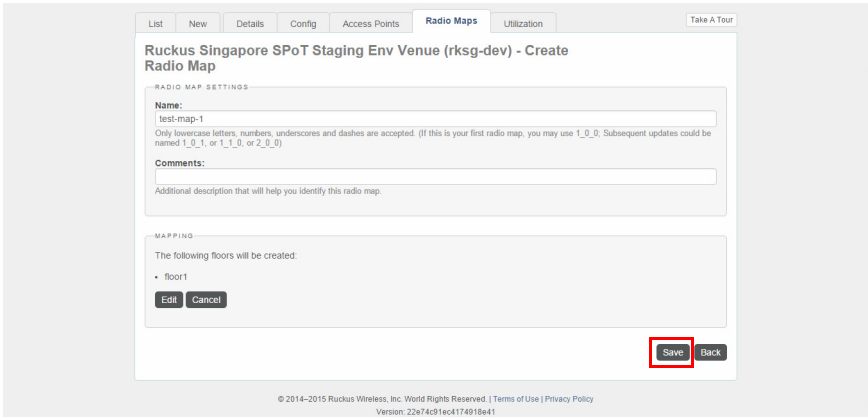 List New Details Config Access Points Radio Maps Utilization Take A Tour
Ruckus Singapore SPoT Staging Env Venue (rksg-dev) - Create
Radio Map
RADIO MAP SETTINGS
Name:
test-map-1
Only lowercase letters, numbers, underscores and dashes are accepted. (If this is your first radio map, you may use 1_0_0; Subsequent updates could be
named 1_0_1, or 1_1_0, or 2_0_0)
Comments:
Additional description that will help you identify this radio map.
MAPPING
The following floors will be created:
• floor1
Edit Cancel
Save Back
© 2014–2015 Ruckus Wireless, Inc. World Rights Reserved. | Terms of Use | Privacy Policy
Version: 22e74c91ec4174918e41